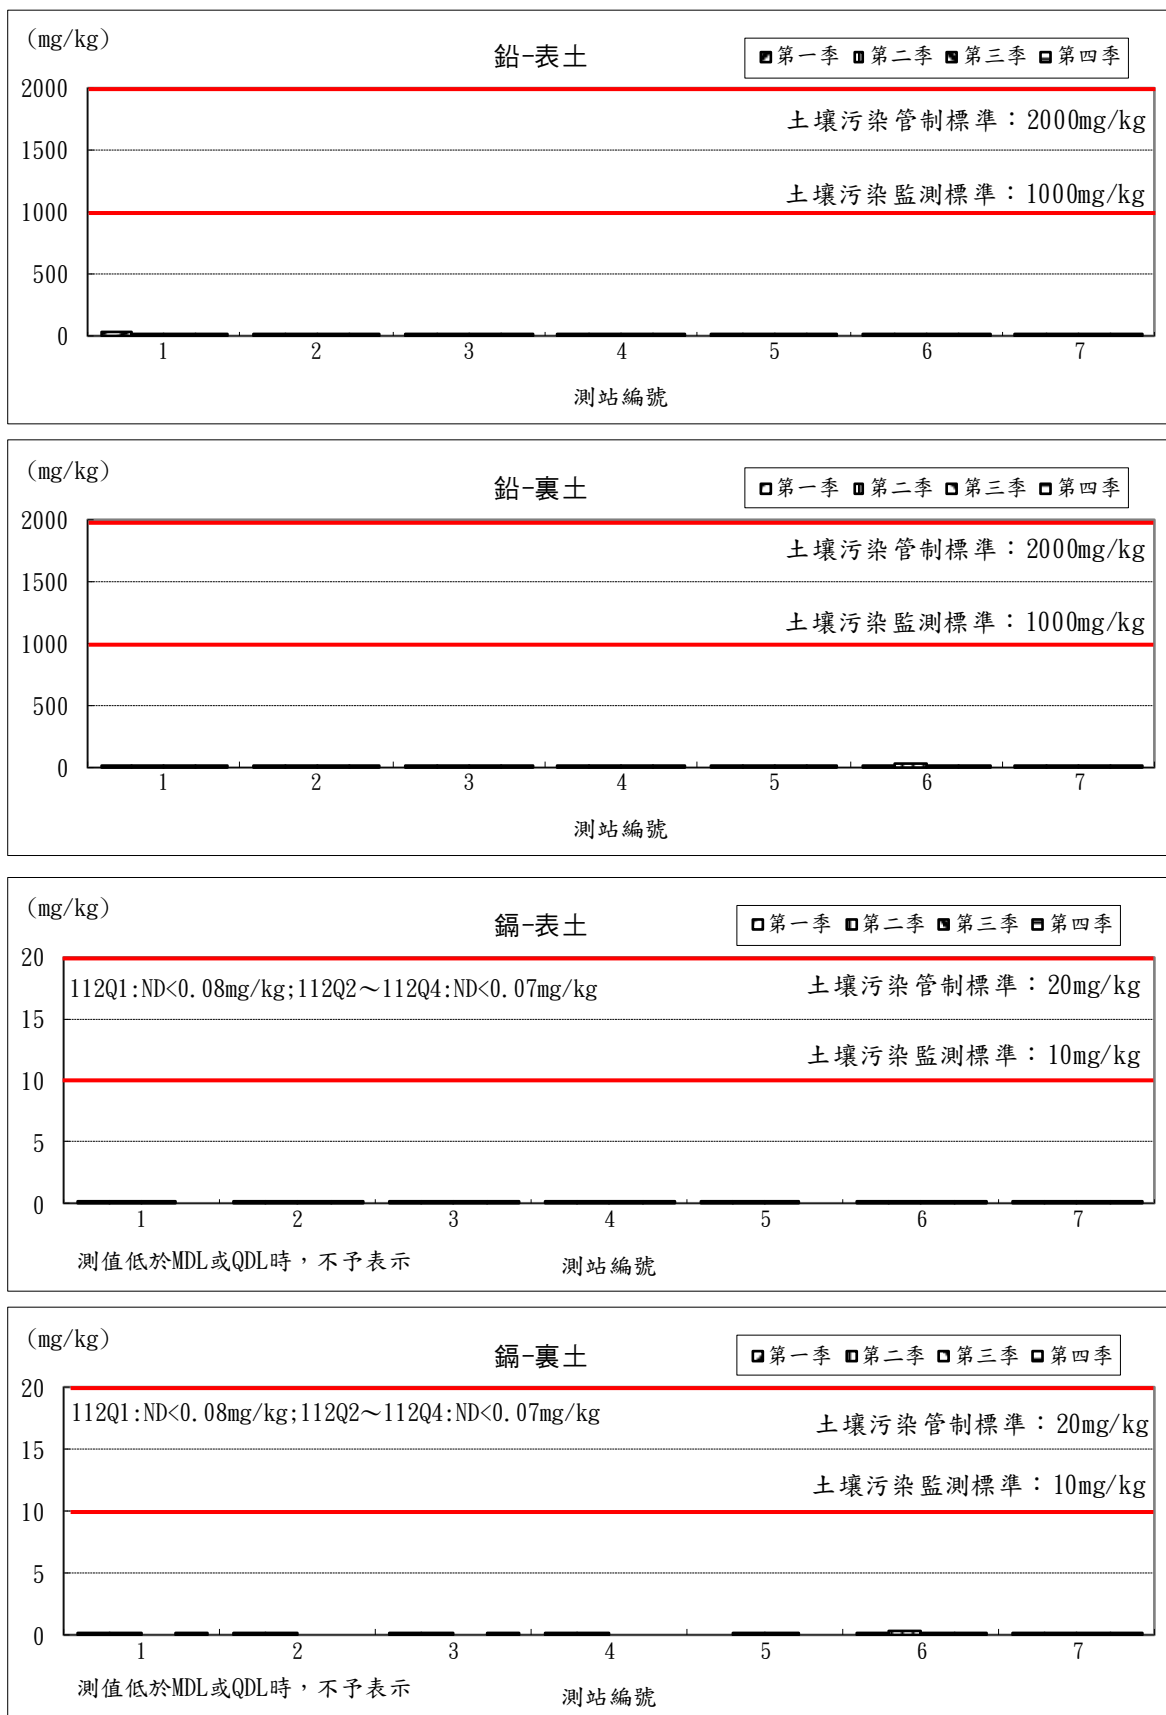 (mg/kg)
鉛-表土
第一季 第二季 第三季 第四季
2000
土壤污染管制標準：2000mg/kg
1500
土壤污染監測標準：1000mg/kg
1000
500
0
1 2 3 4 5 6 7
測站編號
(mg/kg)
鉛-裏土
第一季 第二季 第三季 第四季
2000
土壤污染管制標準：2000mg/kg
1500
土壤污染監測標準：1000mg/kg
1000
500
0
1 2 3 4 5 6 7
測站編號
(mg/kg)
鎘-表土
第一季 第二季 第三季 第四季
20
112Q1:ND<0.08mg/kg;112Q2～112Q4:ND<0.07mg/kg
土壤污染管制標準：20mg/kg
15
土壤污染監測標準：10mg/kg
10
5
0
1 2 3 4 5 6 7
測值低於MDL或QDL時，不予表示
測站編號
(mg/kg)
鎘-裏土
第一季 第二季 第三季 第四季
20
112Q1:ND<0.08mg/kg;112Q2～112Q4:ND<0.07mg/kg
土壤污染管制標準：20mg/kg
15
土壤污染監測標準：10mg/kg
10
5
0
1 2 3 4 5 6 7
測值低於MDL或QDL時，不予表示
測站編號